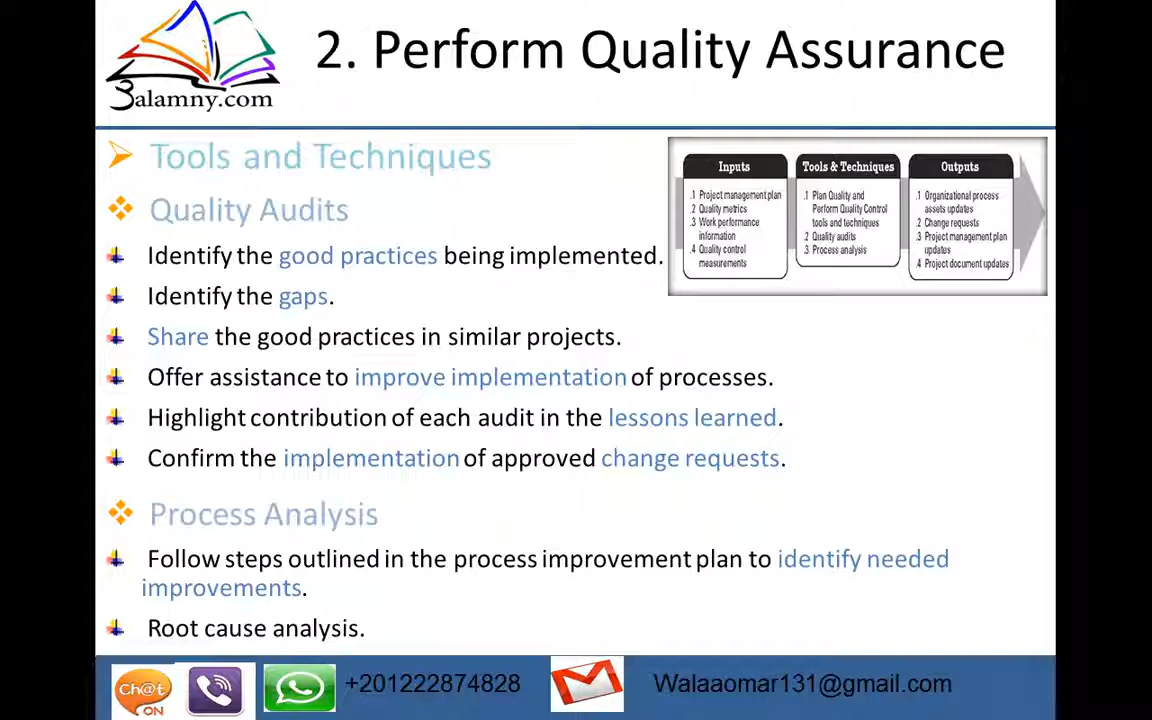 2. Perform Quality Assurance
3alamny.com
Tools and Techniques
Quality Audits
Identify the good practices being implemented.
Identify the gaps.
Share the good practices in similar projects.
Offer assistance to improve implementation of processes.
Highlight contribution of each audit in the lessons learned.
Confirm the implementation of approved change requests.
Inputs
.1 Project management plan
.2 Quality metrics
.3 Work performance
information
.4 Quality control
measurements
Tools & Techniques
.1 Plan Quality and
Perform Quality Control
tools and techniques
.2 Quality audits
.3 Process analysis
Outputs
.1 Organizational process
assets updates
.2 Change requests
.3 Project management plan
updates
.4 Project document updates
Process Analysis
Follow steps outlined in the process improvement plan to identify needed
improvements.
Root cause analysis.
Ch@t
ON
+201222874828
Walaaomar131@gmail.com